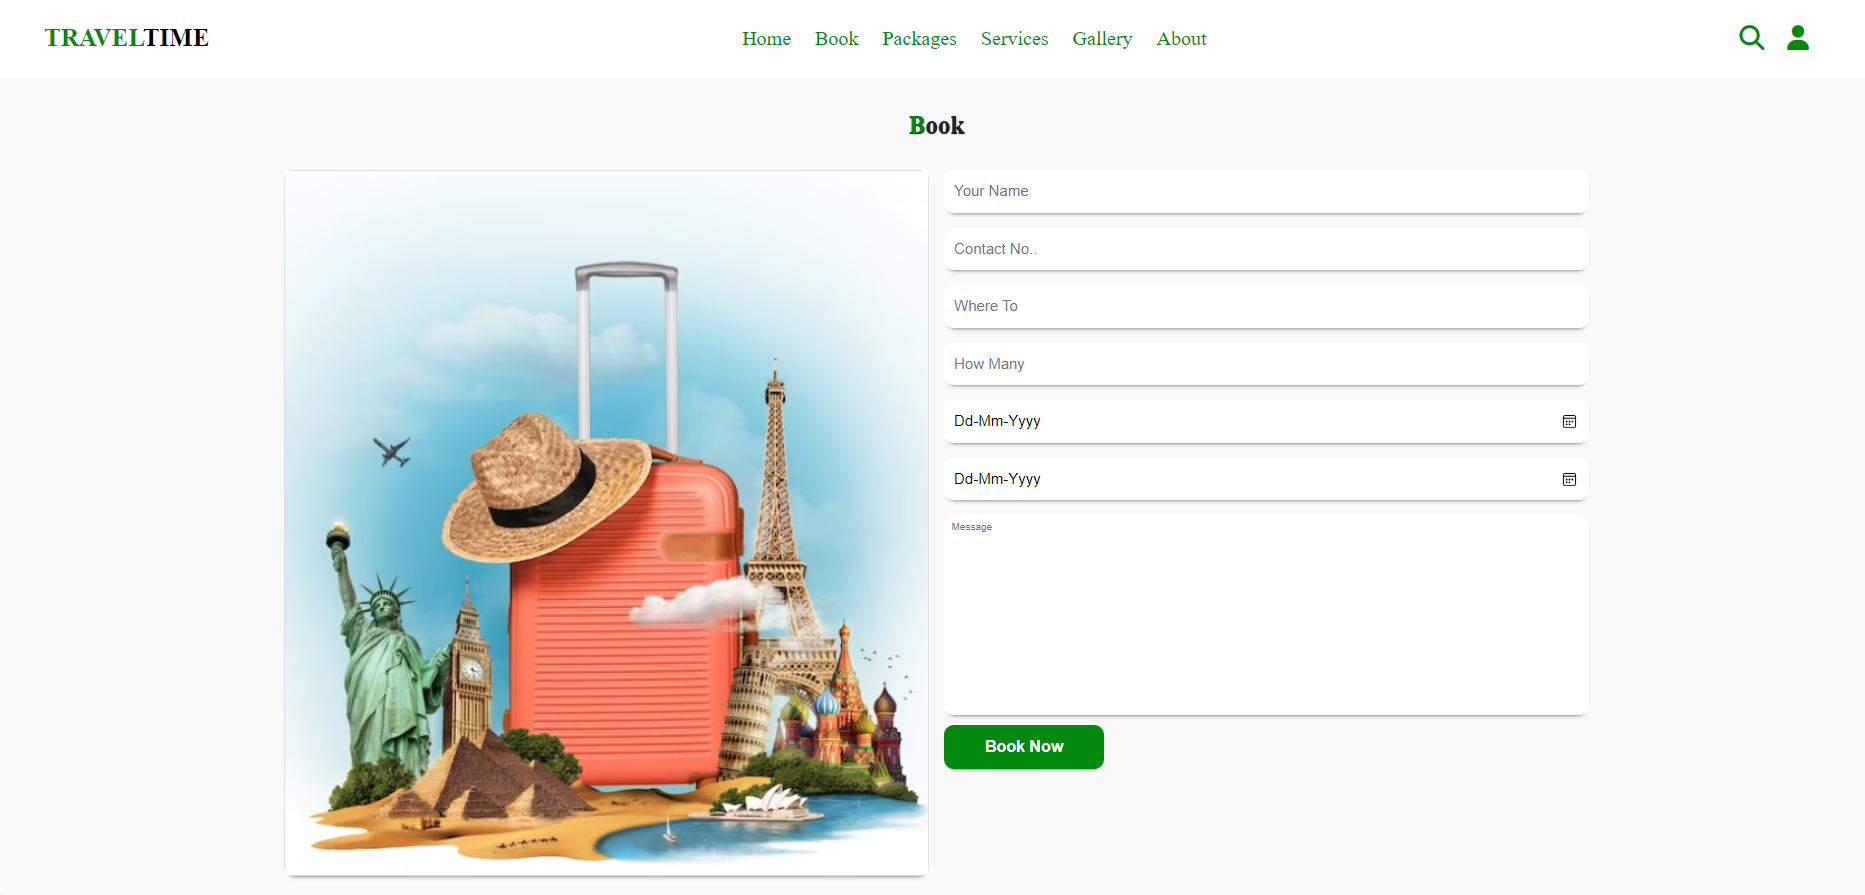 TRAVELTIME
Home Book Packages Services Gallery About
Book
Your Name
Contact No..
Where To
How Many
Dd-Mm-Yyyy
Dd-Mm-Yyyy
Message
Book Now